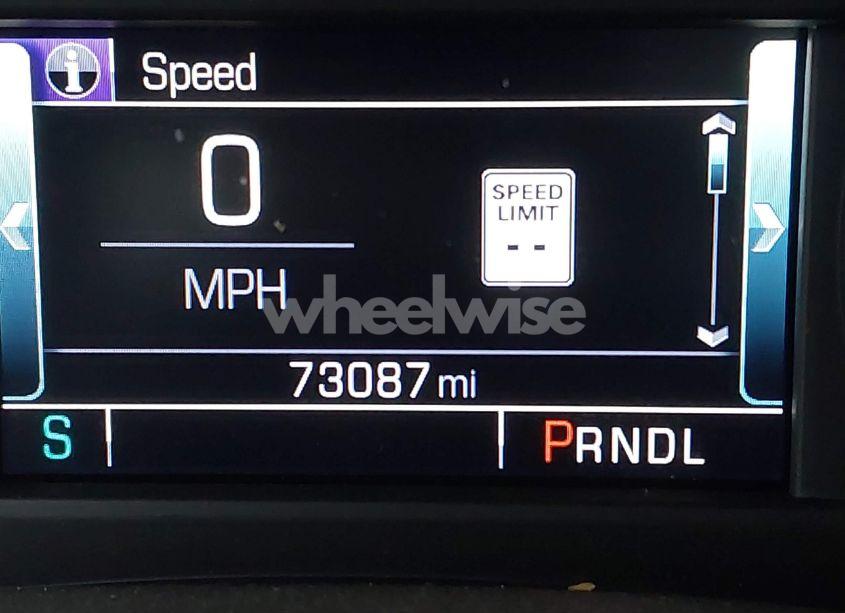 Speed
0
MPH
SPEED
LIMIT
--
wheelwise
73087 mi
S
PRNDL